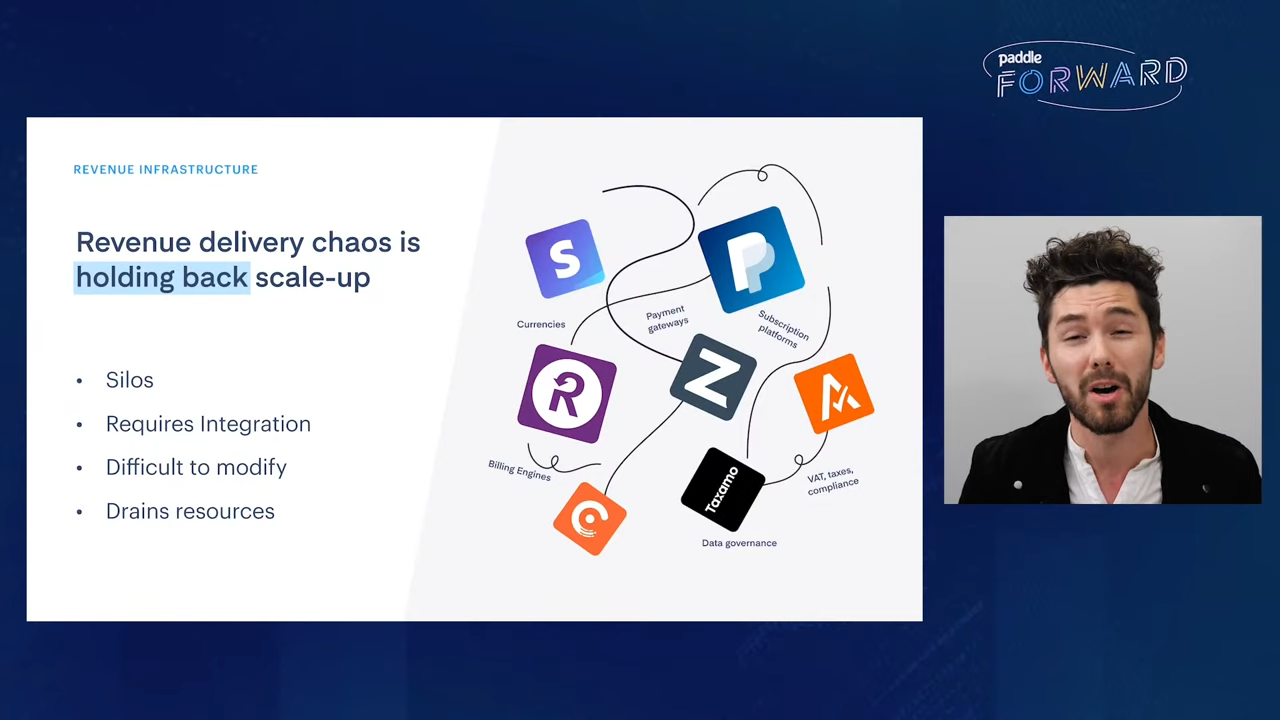 paddle
FORWARD
REVENUE INFRASTRUCTURE
Revenue delivery chaos is
holding back scale-up
• Silos
• Requires Integration
• Difficult to modify
• Drains resources
S
P
Currencies
Payment
gateways
Subscription
platforms
R
Z
A
Billing Engines
Taxamo
VAT, taxes,
compliance
C
Data governance